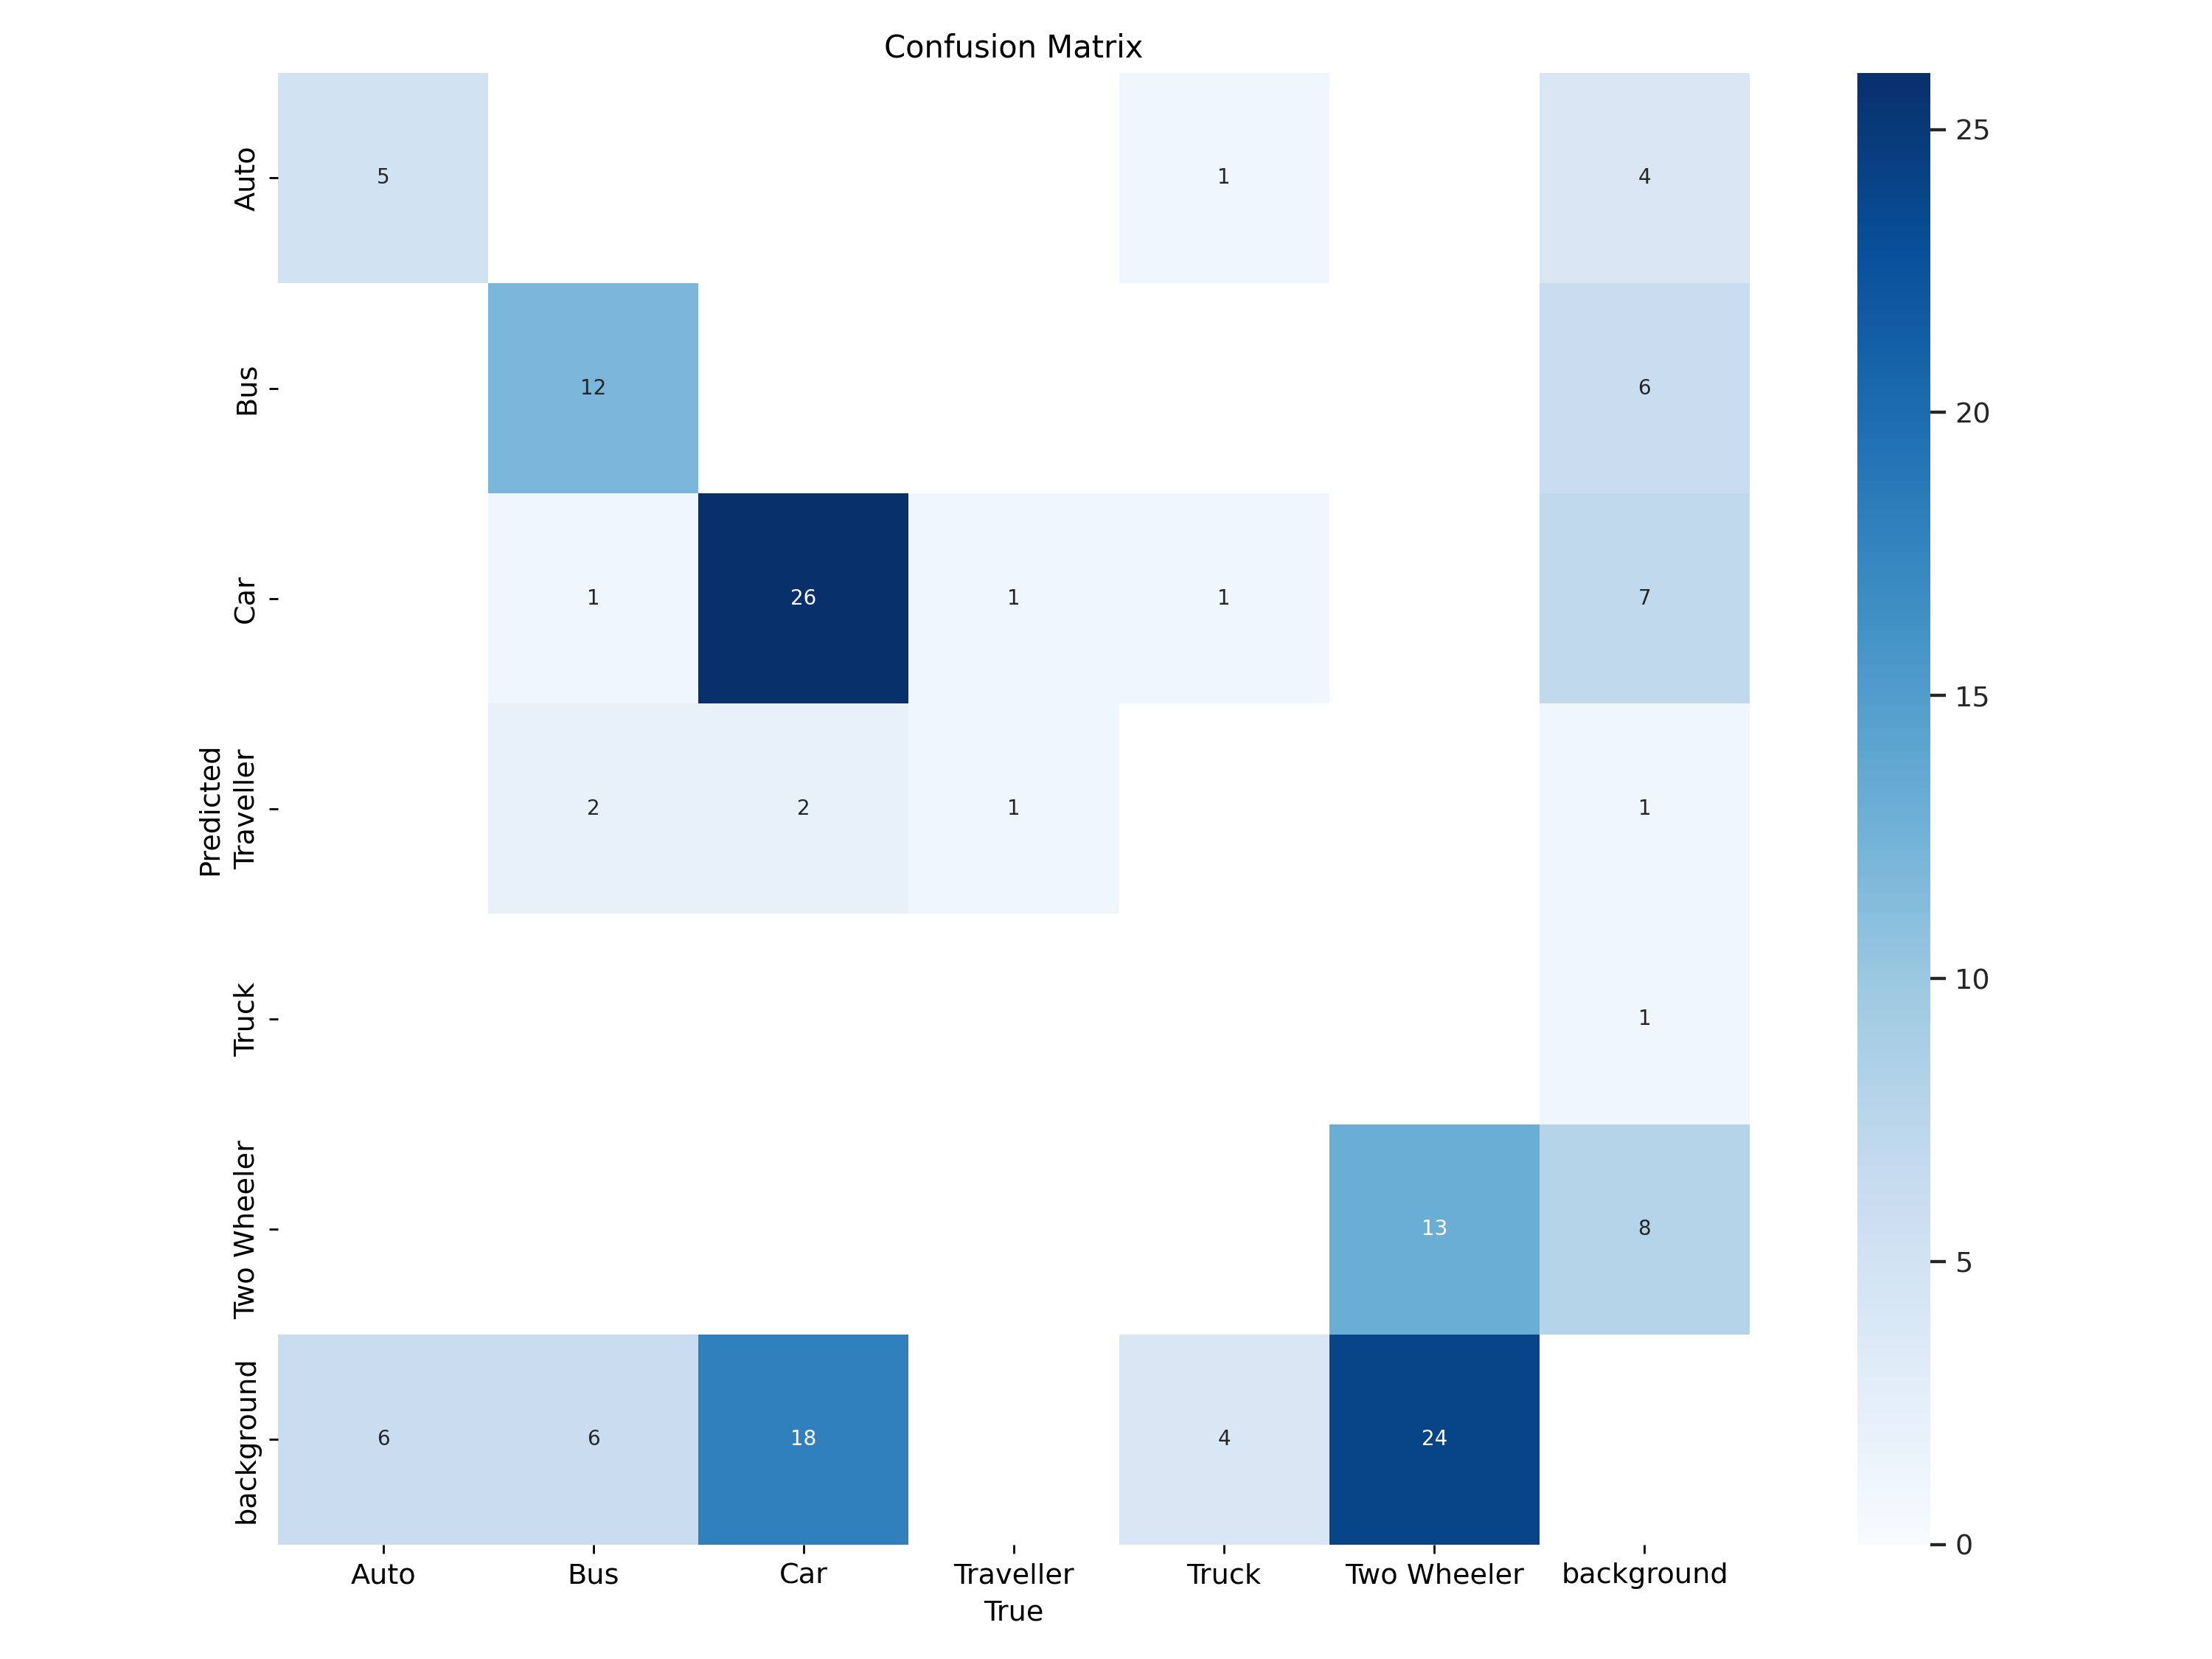 Confusion Matrix
Auto 5 1 4
Bus 12 6
Car 1 26 1 1 7
Traveller 2 2 1 1
Truck 1
Two Wheeler 13 8
background 6 6 18 4 24
Predicted
Auto Bus Car Traveller Truck Two Wheeler background
True
25
20
15
10
5
0